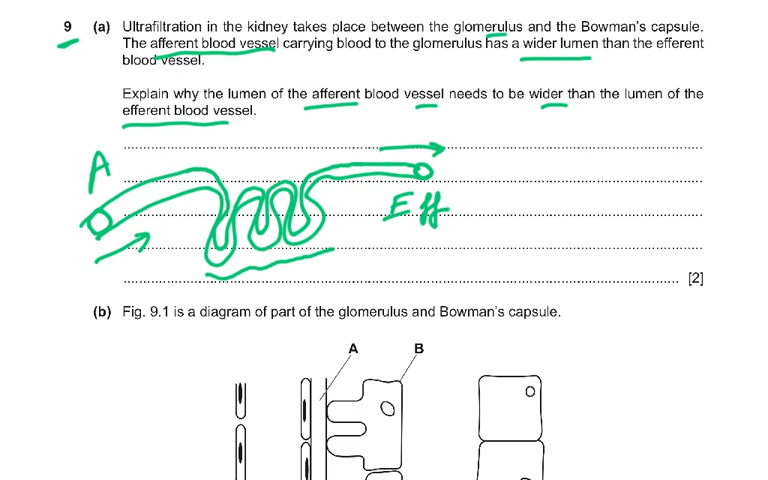 9 (a) Ultrafiltration in the kidney takes place between the glomerulus and the Bowman's capsule.
The afferent blood vessel carrying blood to the glomerulus has a wider lumen than the efferent
blood vessel.
Explain why the lumen of the afferent blood vessel needs to be wider than the lumen of the
efferent blood vessel.
A
Eff
[2]
(b) Fig. 9.1 is a diagram of part of the glomerulus and Bowman's capsule.
A B